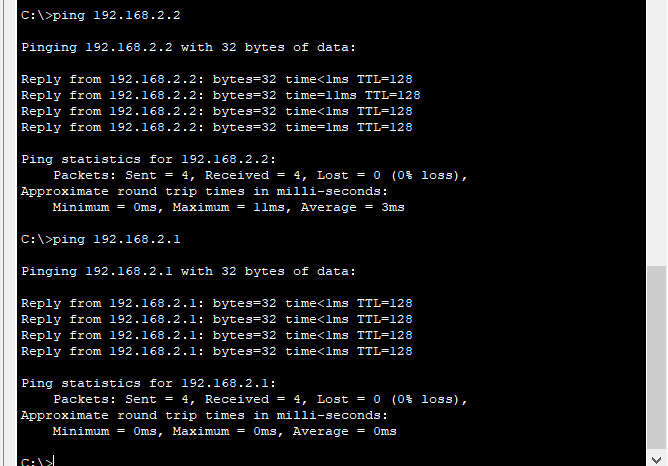 C:\>ping 192.168.2.2
Pinging 192.168.2.2 with 32 bytes of data:
Reply from 192.168.2.2: bytes=32 time<1ms TTL=128
Reply from 192.168.2.2: bytes=32 time=11ms TTL=128
Reply from 192.168.2.2: bytes=32 time<1ms TTL=128
Reply from 192.168.2.2: bytes=32 time=1ms TTL=128
Ping statistics for 192.168.2.2:
    Packets: Sent = 4, Received = 4, Lost = 0 (0% loss),
Approximate round trip times in milli-seconds:
    Minimum = 0ms, Maximum = 11ms, Average = 3ms
C:\>ping 192.168.2.1
Pinging 192.168.2.1 with 32 bytes of data:
Reply from 192.168.2.1: bytes=32 time<1ms TTL=128
Reply from 192.168.2.1: bytes=32 time<1ms TTL=128
Reply from 192.168.2.1: bytes=32 time<1ms TTL=128
Reply from 192.168.2.1: bytes=32 time<1ms TTL=128
Ping statistics for 192.168.2.1:
    Packets: Sent = 4, Received = 4, Lost = 0 (0% loss),
Approximate round trip times in milli-seconds:
    Minimum = 0ms, Maximum = 0ms, Average = 0ms
C:\>